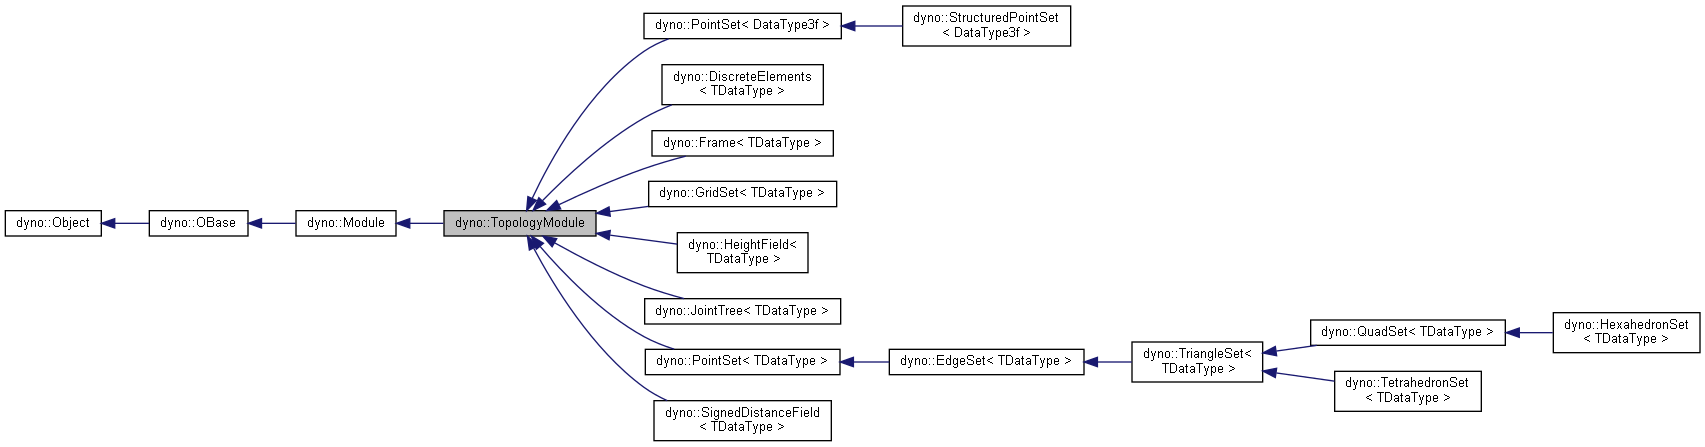 dyno::Object
dyno::OBase
dyno::Module
dyno::TopologyModule
dyno::PointSet< DataType3f >
dyno::StructuredPointSet
< DataType3f >
dyno::DiscreteElements
< TDataType >
dyno::Frame< TDataType >
dyno::GridSet< TDataType >
dyno::HeightField<
TDataType >
dyno::JointTree< TDataType >
dyno::PointSet< TDataType >
dyno::EdgeSet< TDataType >
dyno::TriangleSet<
TDataType >
dyno::QuadSet< TDataType >
dyno::HexahedronSet
< TDataType >
dyno::TetrahedronSet
< TDataType >
dyno::SignedDistanceField
< TDataType >